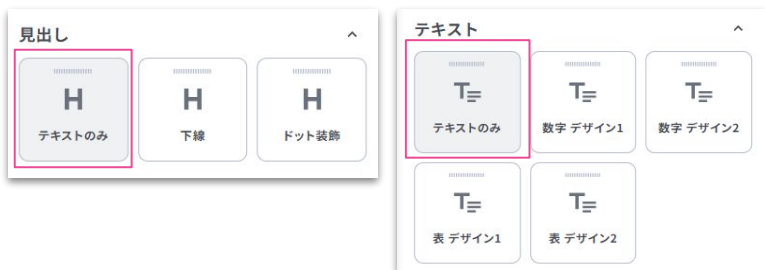 見出し
H
H
H
テキストのみ
下線
ドット装飾
テキスト
T
T
T
テキストのみ
数字 デザイン1
数字 デザイン2
T
T
表 デザイン1
表 デザイン2